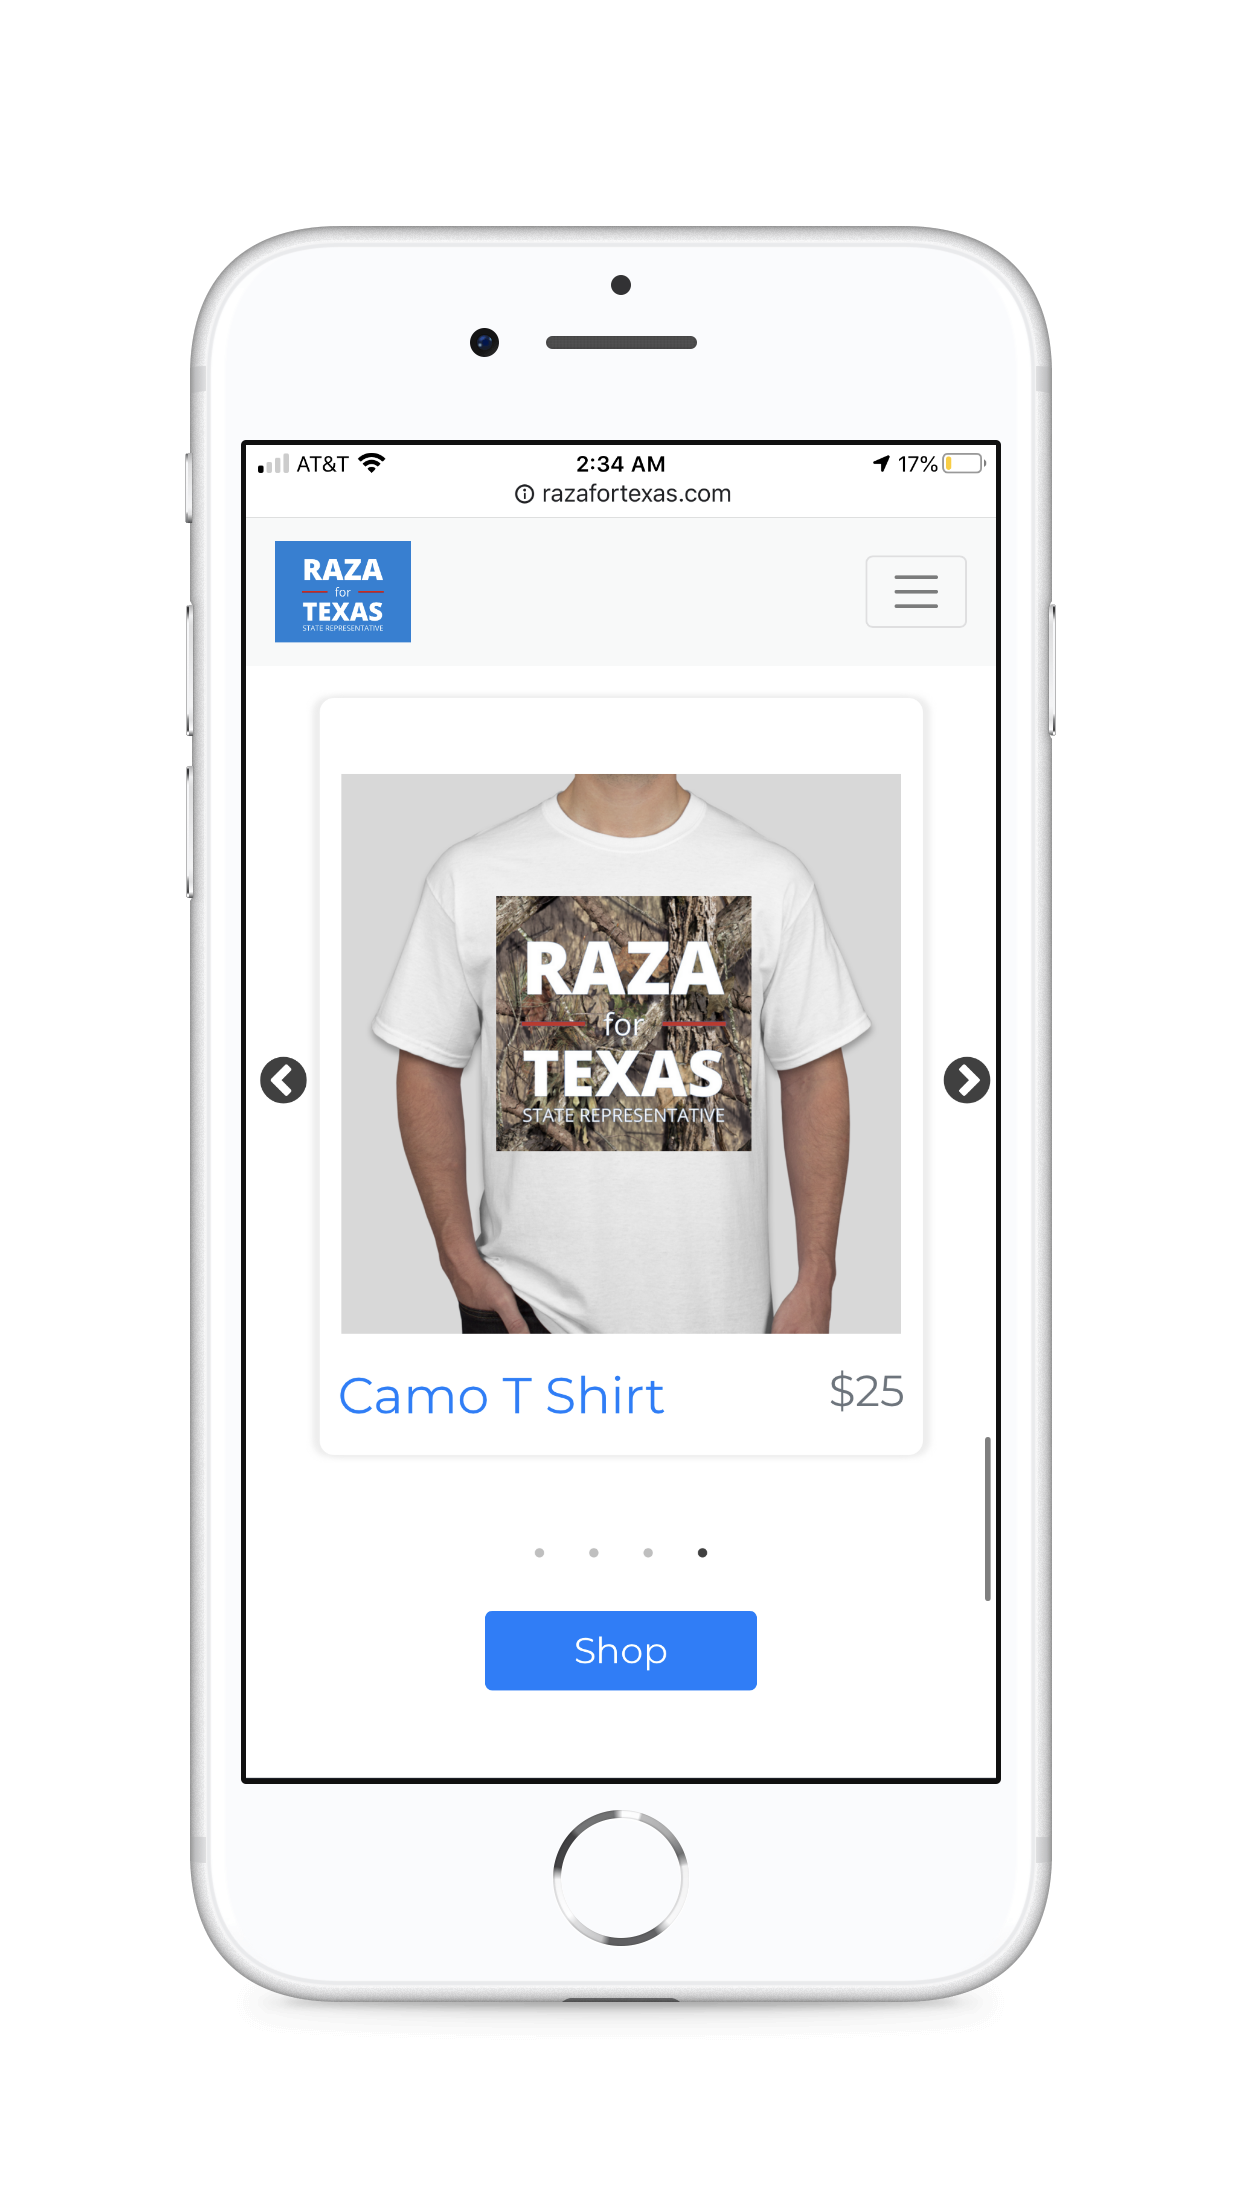 AT&T 2:34 AM 17%
razafortexas.com
RAZA
for
TEXAS
STATE REPRESENTATIVE
RAZA
for
TEXAS
STATE REPRESENTATIVE
Camo T Shirt $25
Shop